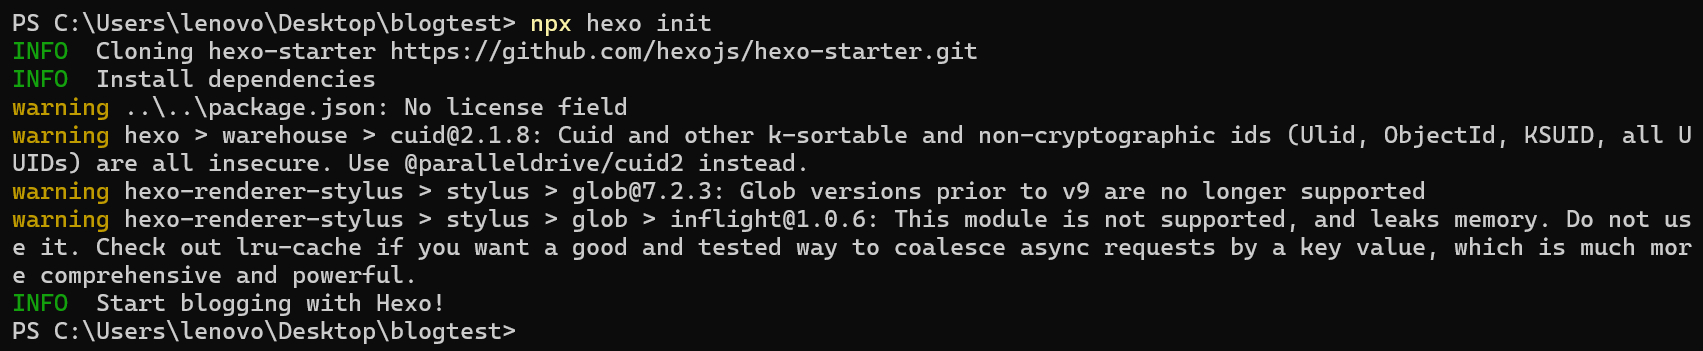 PS C:\Users\lenovo\Desktop\blogtest> npx hexo init
INFO  Cloning hexo-starter https://github.com/hexojs/hexo-starter.git
INFO  Install dependencies
warning ..\..\package.json: No license field
warning hexo > warehouse > cuid@2.1.8: Cuid and other k-sortable and non-cryptographic ids (Ulid, ObjectId, KSUID, all U
UIDs) are all insecure. Use @paralleldrive/cuid2 instead.
warning hexo-renderer-stylus > stylus > glob@7.2.3: Glob versions prior to v9 are no longer supported
warning hexo-renderer-stylus > stylus > glob > inflight@1.0.6: This module is not supported, and leaks memory. Do not us
e it. Check out lru-cache if you want a good and tested way to coalesce async requests by a key value, which is much mor
e comprehensive and powerful.
INFO  Start blogging with Hexo!
PS C:\Users\lenovo\Desktop\blogtest>